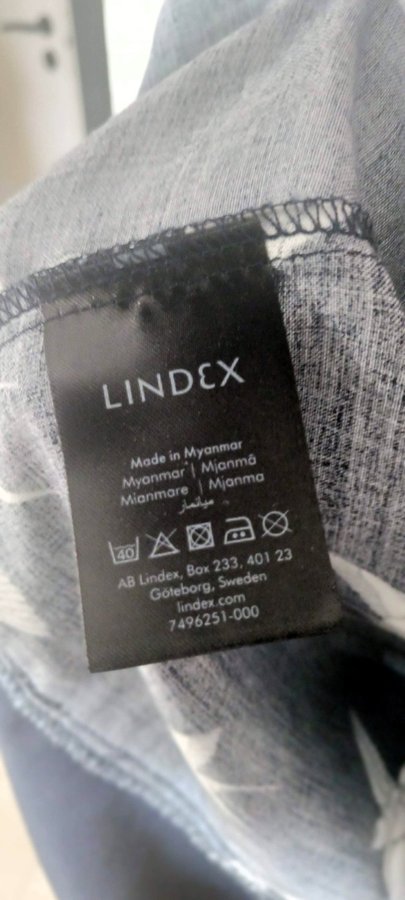 LINDEX
Made in Myanmar
Myanmar | Mjanmå
Mianmare | Mjanma
ميانمار
40
AB Lindex, Box 233, 401 23
Göteborg, Sweden
lindex.com
7496251-000